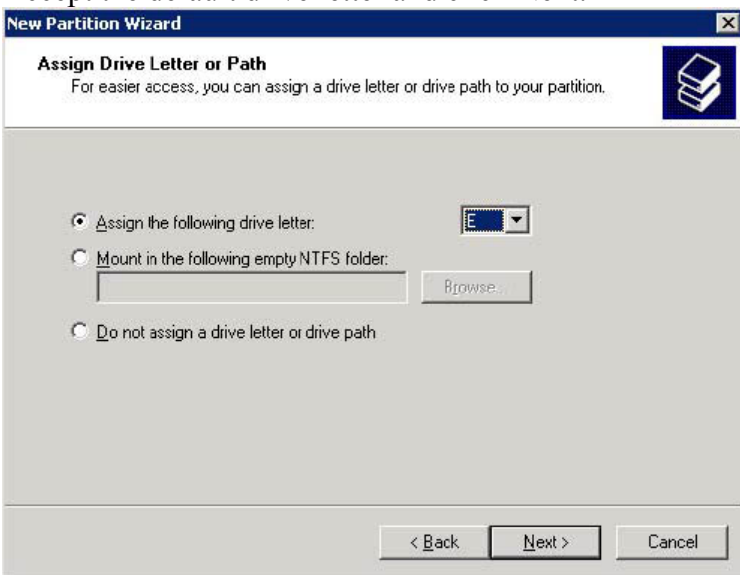 New Partition Wizard
Assign Drive Letter or Path
For easier access, you can assign a drive letter or drive path to your partition.
Assign the following drive letter: E
Mount in the following empty NTFS folder:
Browse...
Do not assign a drive letter or drive path
< Back Next > Cancel